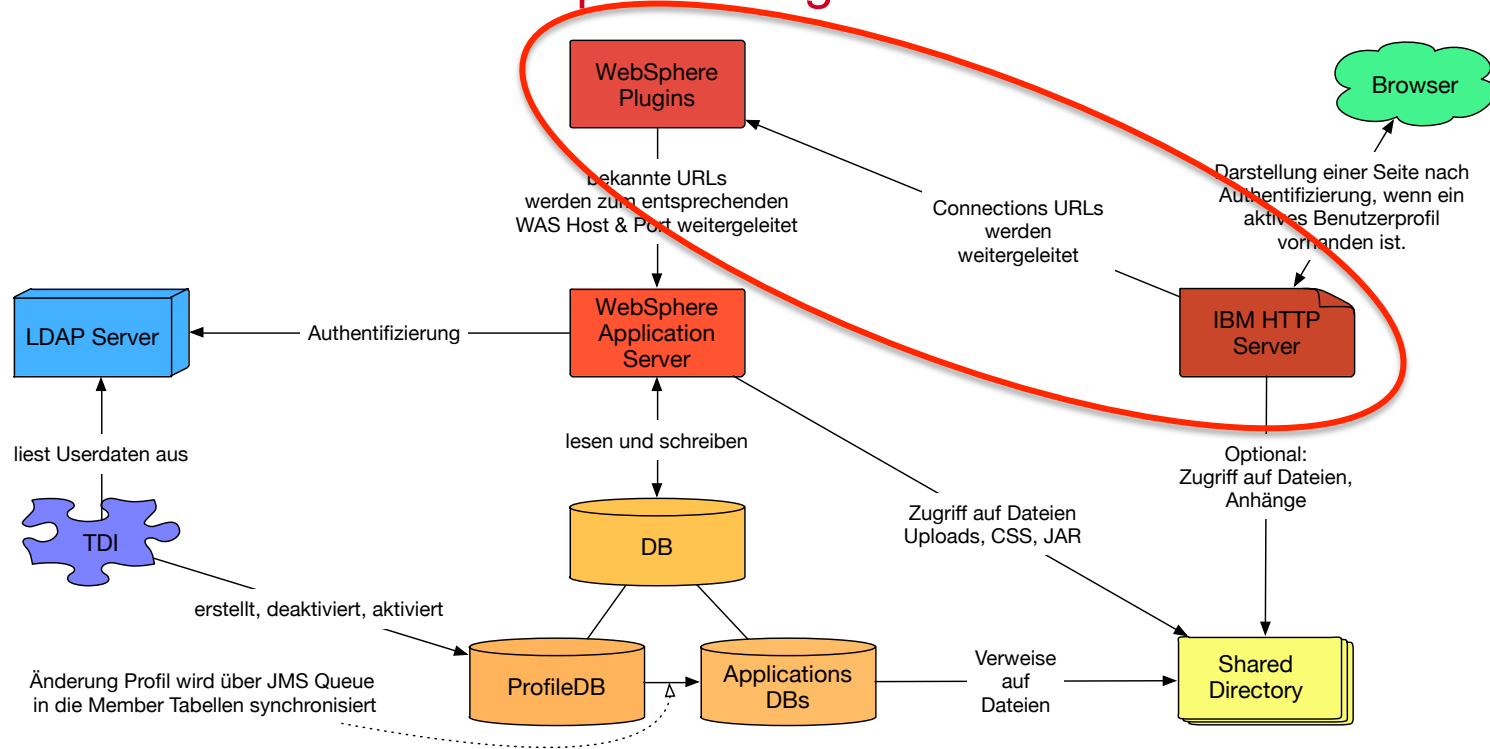 WebSphere
Plugins
Browser
bekannte URLs
werden zum entsprechenden
WAS Host & Port weitergeleitet
Connections URLs
werden
weitergeleitet
Darstellung einer Seite nach
Authentifizierung, wenn ein
aktives Benutzerprofil
vorhanden ist.
LDAP Server
Authentifizierung
WebSphere
Application
Server
IBM HTTP
Server
liest Userdaten aus
lesen und schreiben
Optional:
Zugriff auf Dateien,
Anhänge
TDI
DB
Zugriff auf Dateien
Uploads, CSS, JAR
erstellt, deaktiviert, aktiviert
Änderung Profil wird über JMS Queue
in die Member Tabellen synchronisiert
ProfileDB
Applications
DBs
Verweise
auf
Dateien
Shared
Directory